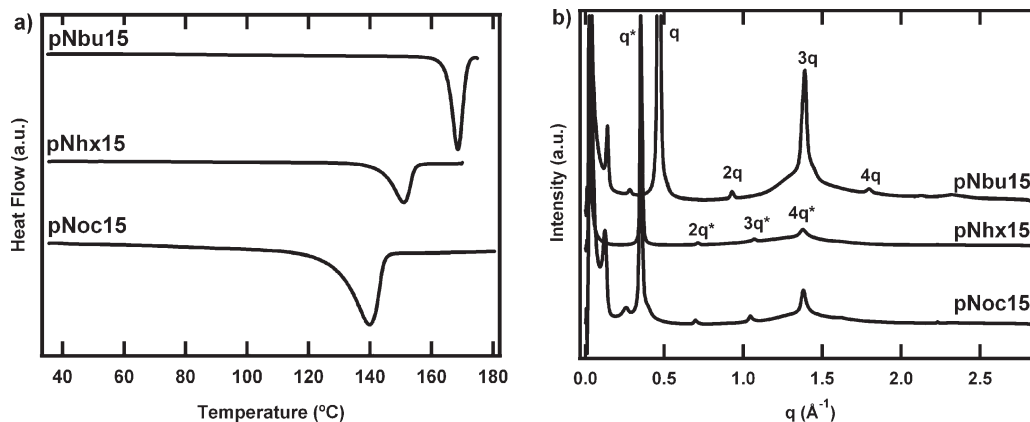 a)
pNbu15
pNhx15
pNoc15
Heat Flow (a.u.)
40 60 80 100 120 140 160 180
Temperature (ºC)
b)
q* q
3q
2q 4q
pNbu15
2q* 3q* 4q*
pNhx15
pNoc15
Intensity (a.u.)
0.0 0.5 1.0 1.5 2.0 2.5
q (Å⁻¹)